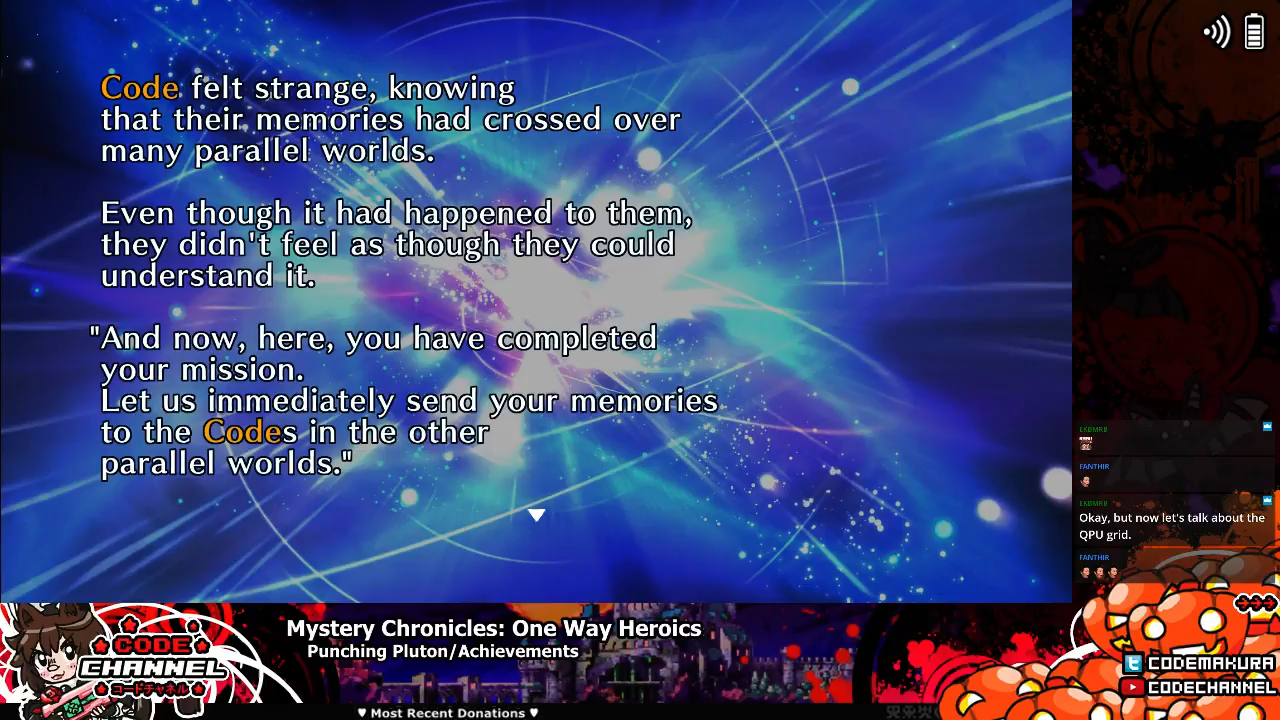 Code felt strange, knowing
that their memories had crossed over
many parallel worlds.
Even though it had happened to them,
they didn't feel as though they could
understand it.
"And now, here, you have completed
your mission.
Let us immediately send your memories
to the Codes in the other
parallel worlds."
EKBMRB
FANTHIR
EKBMRB
Okay, but now let's talk about the
QPU grid.
FANTHIR
CODE
CHANNEL
コードチャンネル
Mystery Chronicles: One Way Heroics
Punching Pluton/Achievements
♥ Most Recent Donations ♥
CODEMAKURA
CODECHANNEL